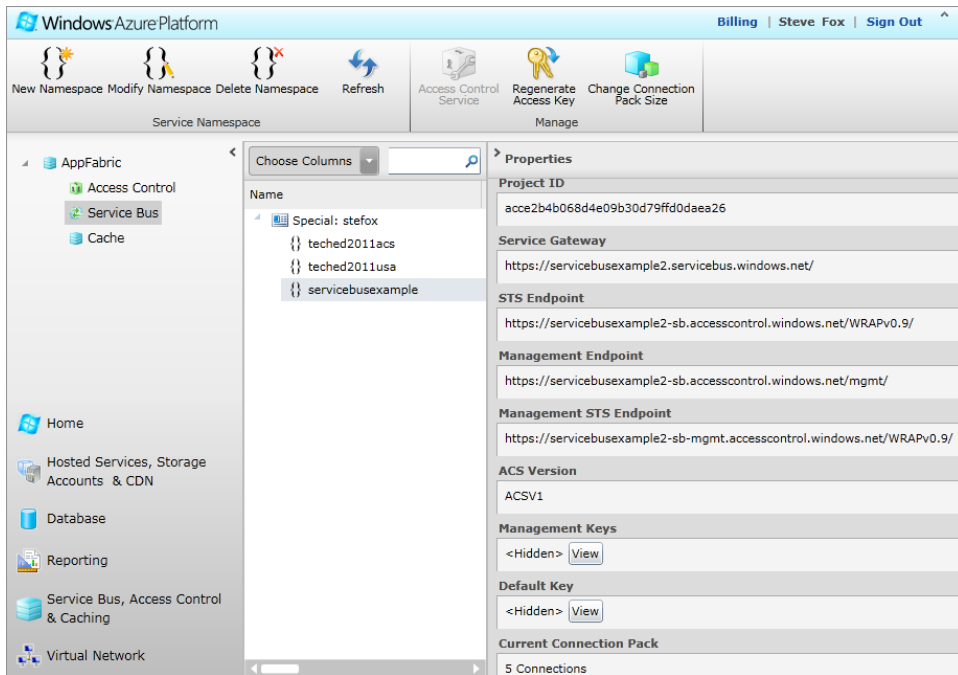 Windows Azure Platform
Billing | Steve Fox | Sign Out
New Namespace Modify Namespace Delete Namespace Refresh
Service Namespace
Access Control Service
Regenerate Access Key
Change Connection Pack Size
Manage
AppFabric
Access Control
Service Bus
Cache
Home
Hosted Services, Storage
Accounts & CDN
Database
Reporting
Service Bus, Access Control
& Caching
Virtual Network
Choose Columns
Name
Special: stefox
{} teched2011acs
{} teched2011usa
{} servicebusexample
Properties
Project ID
acce2b4b068d4e09b30d79ffd0daea26
Service Gateway
https://servicebusexample2.servicebus.windows.net/
STS Endpoint
https://servicebusexample2-sb.accesscontrol.windows.net/WRAPv0.9/
Management Endpoint
https://servicebusexample2-sb.accesscontrol.windows.net/mgmt/
Management STS Endpoint
https://servicebusexample2-sb-mgmt.accesscontrol.windows.net/WRAPv0.9/
ACS Version
ACSV1
Management Keys
<Hidden> View
Default Key
<Hidden> View
Current Connection Pack
5 Connections